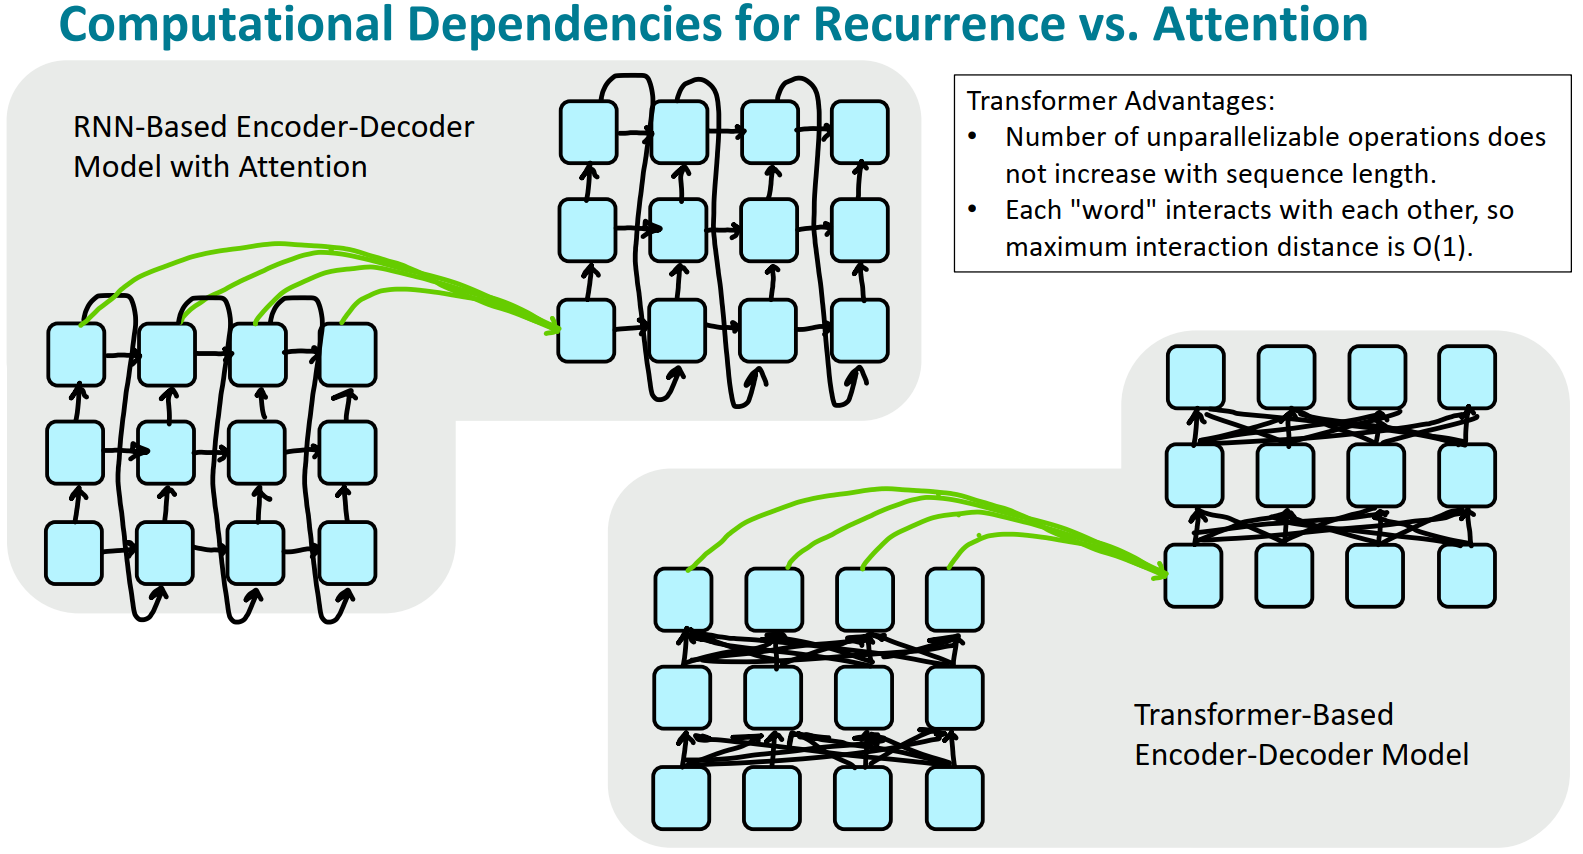 Computational Dependencies for Recurrence vs. Attention
RNN-Based Encoder-Decoder
Model with Attention
Transformer Advantages:
• Number of unparallelizable operations does
not increase with sequence length.
• Each "word" interacts with each other, so
maximum interaction distance is O(1).
Transformer-Based
Encoder-Decoder Model